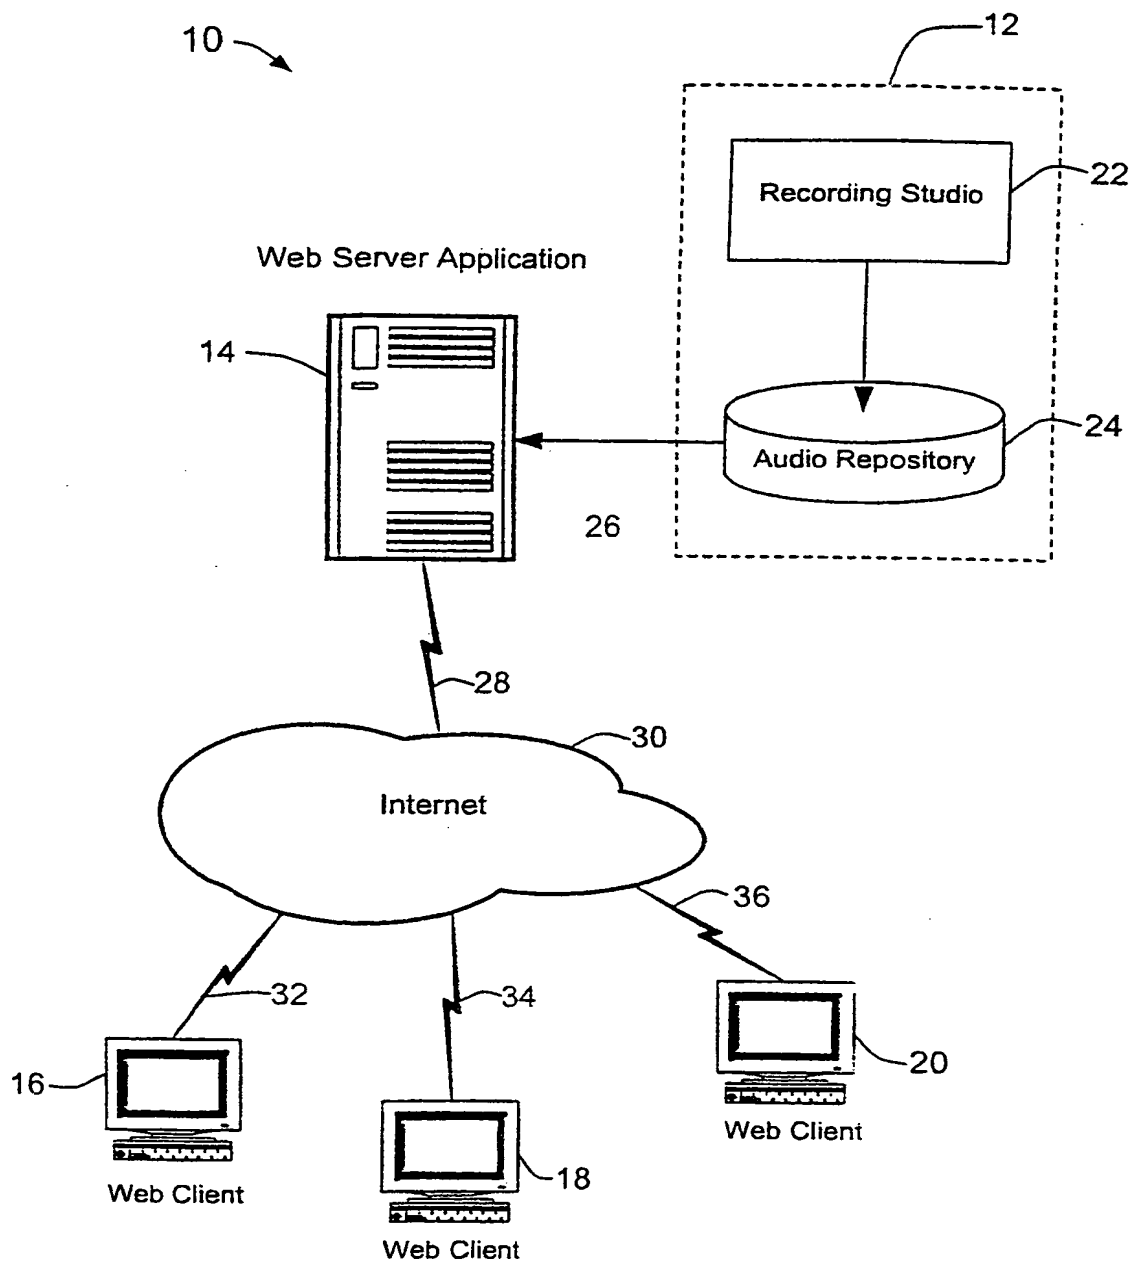 10
12
Recording Studio
22
Web Server Application
14
24
Audio Repository
26
28
30
Internet
36
32
34
16
20
Web Client
18
Web Client
Web Client